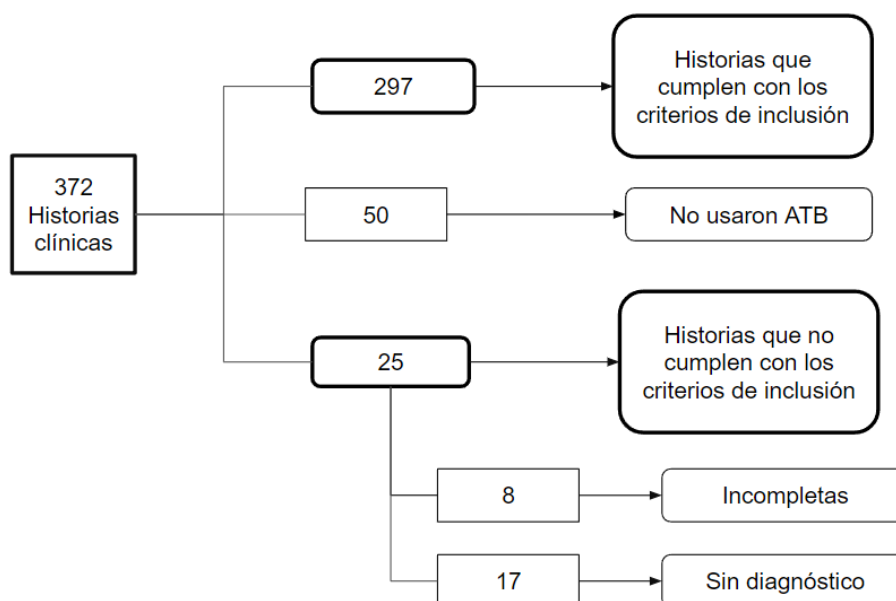 372
Historias
clínicas
297
Historias que
cumplen con los
criterios de inclusión
50
No usaron ATB
25
Historias que no
cumplen con los
criterios de inclusión
8
Incompletas
17
Sin diagnóstico